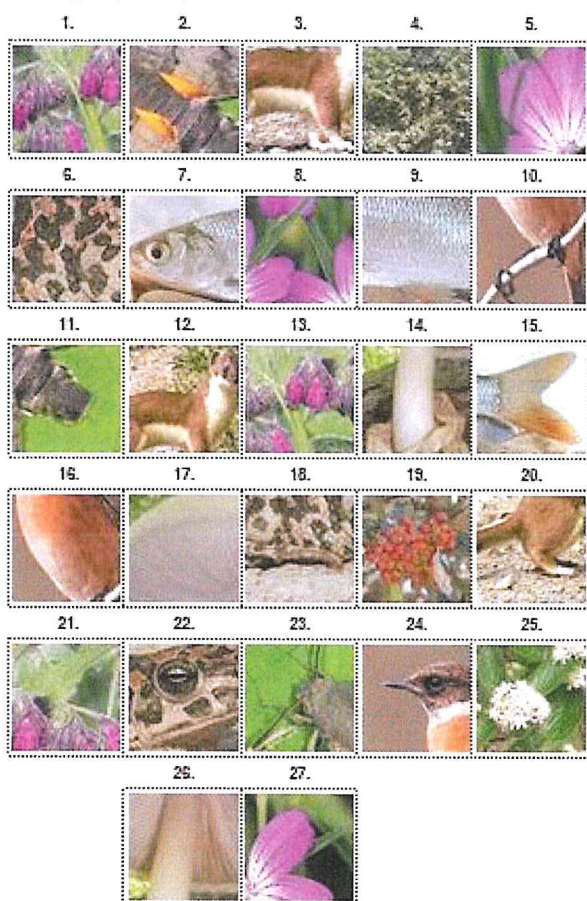 1. 2. 3. 4. 5.
6. 7. 8. 9. 10.
11. 12. 13. 14. 15.
16. 17. 18. 19. 20.
21. 22. 23. 24. 25.
26. 27.